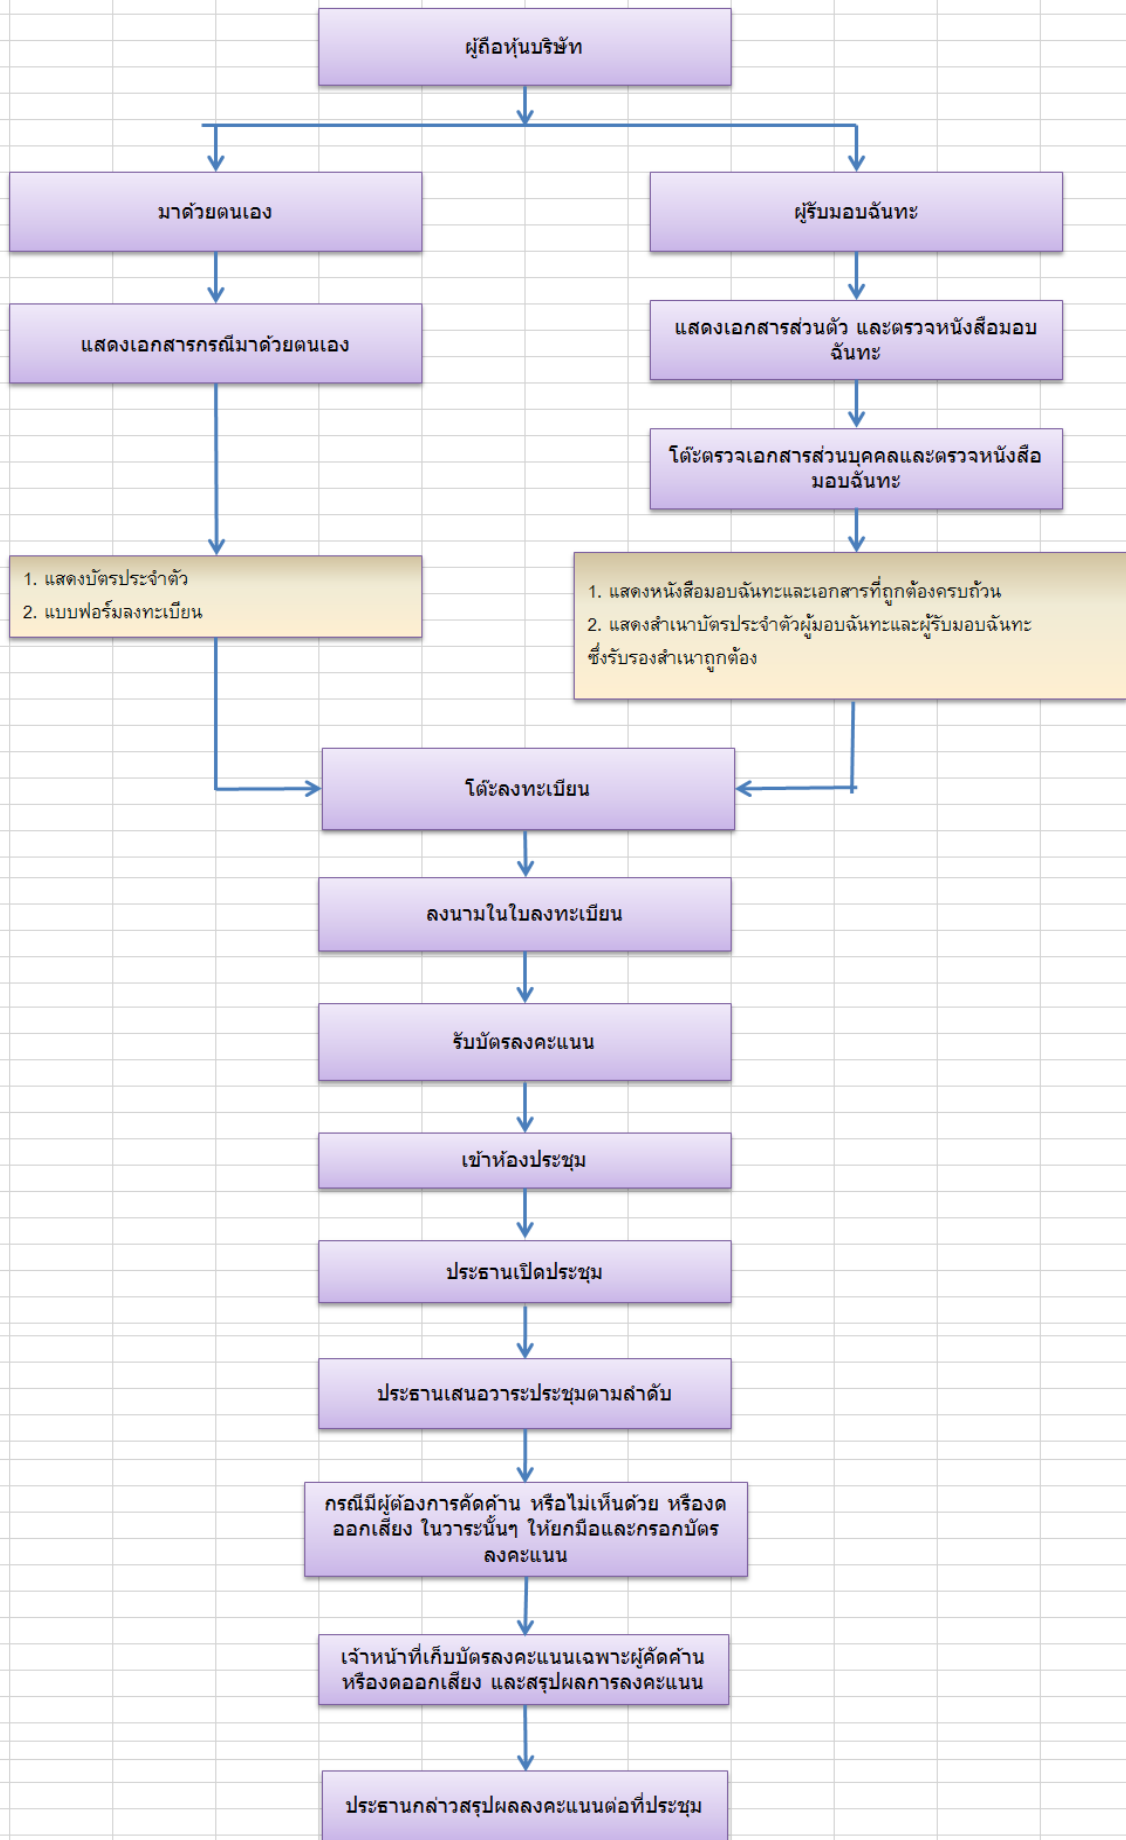 ผู้ถือหุ้นบริษัท
มาด้วยตนเอง
ผู้รับมอบฉันทะ
แสดงเอกสารกรณีมาด้วยตนเอง
แสดงเอกสารส่วนตัว และตรวจหนังสือมอบ
ฉันทะ
โต๊ะตรวจเอกสารส่วนบุคคลและตรวจหนังสือ
มอบฉันทะ
1. แสดงบัตรประจำตัว
2. แบบฟอร์มลงทะเบียน
1. แสดงหนังสือมอบฉันทะและเอกสารที่ถูกต้องครบถ้วน
2. แสดงสำเนาบัตรประจำตัวผู้มอบฉันทะและผู้รับมอบฉันทะ
ซึ่งรับรองสำเนาถูกต้อง
โต๊ะลงทะเบียน
ลงนามในใบลงทะเบียน
รับบัตรลงคะแนน
เข้าห้องประชุม
ประธานเปิดประชุม
ประธานเสนอวาระประชุมตามลำดับ
กรณีมีผู้ต้องการคัดค้าน หรือไม่เห็นด้วย หรืองด
ออกเสียง ในวาระนั้นๆ ให้ยกมือและกรอกบัตร
ลงคะแนน
เจ้าหน้าที่เก็บบัตรลงคะแนนเฉพาะผู้คัดค้าน
หรืองดออกเสียง และสรุปผลการลงคะแนน
ประธานกล่าวสรุปผลลงคะแนนต่อที่ประชุม